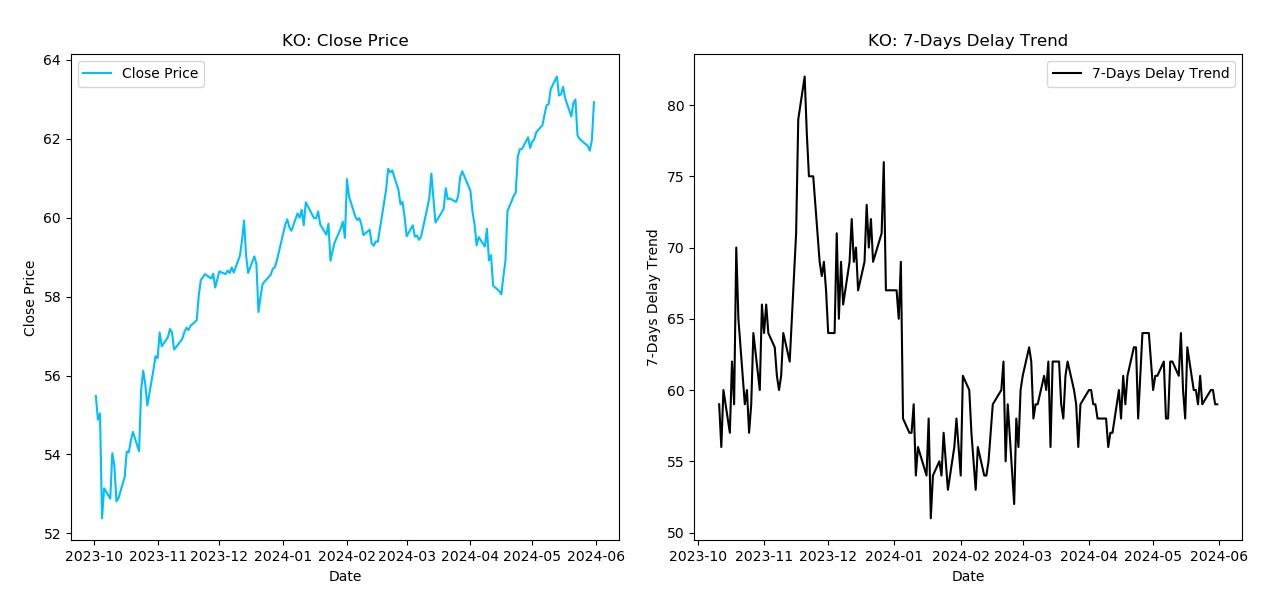 KO: Close Price
Close Price
64
62
60
58
56
54
52
Close Price
2023-10 2023-11 2023-12 2024-01 2024-02 2024-03 2024-04 2024-05 2024-06
Date
KO: 7-Days Delay Trend
7-Days Delay Trend
80
75
70
65
60
55
50
7-Days Delay Trend
2023-10 2023-11 2023-12 2024-01 2024-02 2024-03 2024-04 2024-05 2024-06
Date